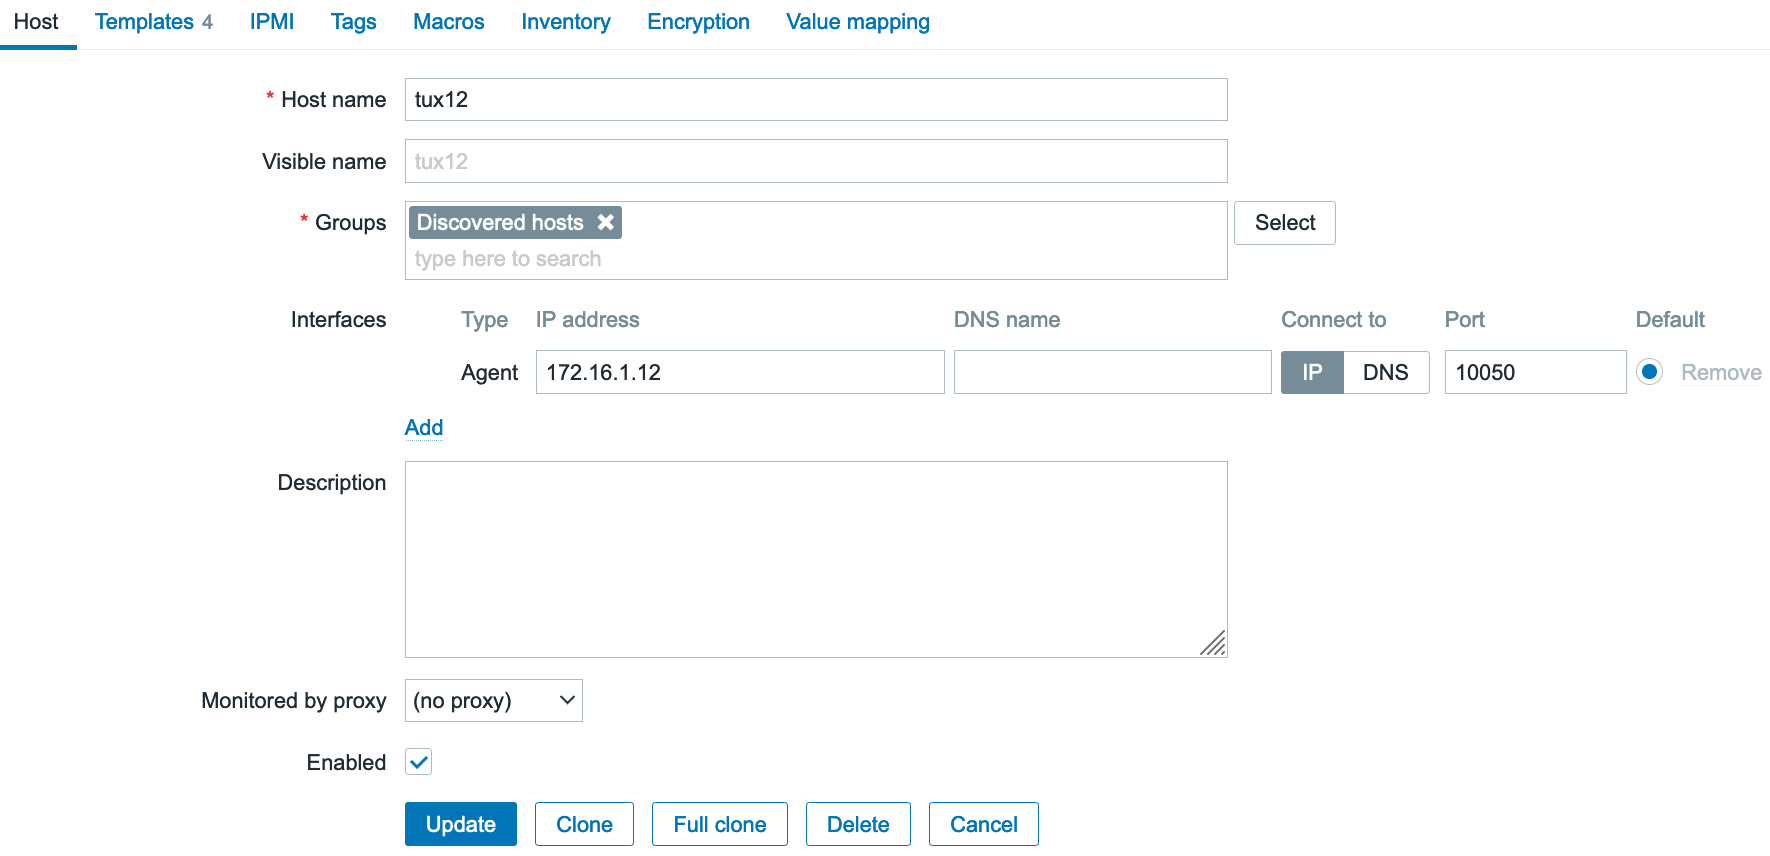 Host Templates 4 IPMI Tags Macros Inventory Encryption Value mapping
* Host name tux12
Visible name tux12
* Groups Discovered hosts Select
type here to search
Interfaces Type IP address DNS name Connect to Port Default
Agent 172.16.1.12 IP DNS 10050 Remove
Add
Description
Monitored by proxy (no proxy)
Enabled
Update Clone Full clone Delete Cancel